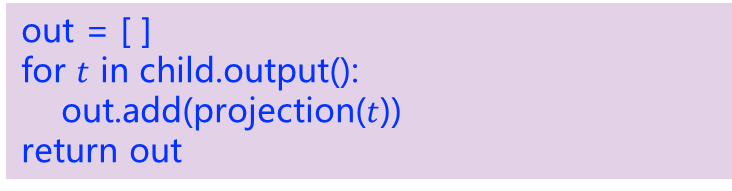 out = [ ]
for t in child.output():
    out.add(projection(t))
return out